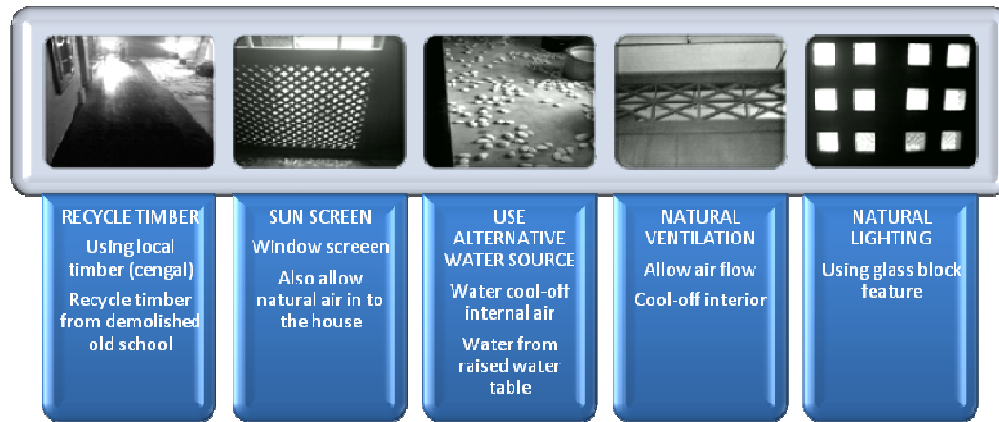 RECYCLE TIMBER
Using local
timber (cengal)
Recycle timber
from demolished
old school
SUN SCREEN
Window screeen
Also allow
natural air in to
the house
USE
ALTERNATIVE
WATER SOURCE
Water cool-off
internal air
Water from
raised water
table
NATURAL
VENTILATION
Allow air flow
Cool-off interior
NATURAL
LIGHTING
Using glass block
feature